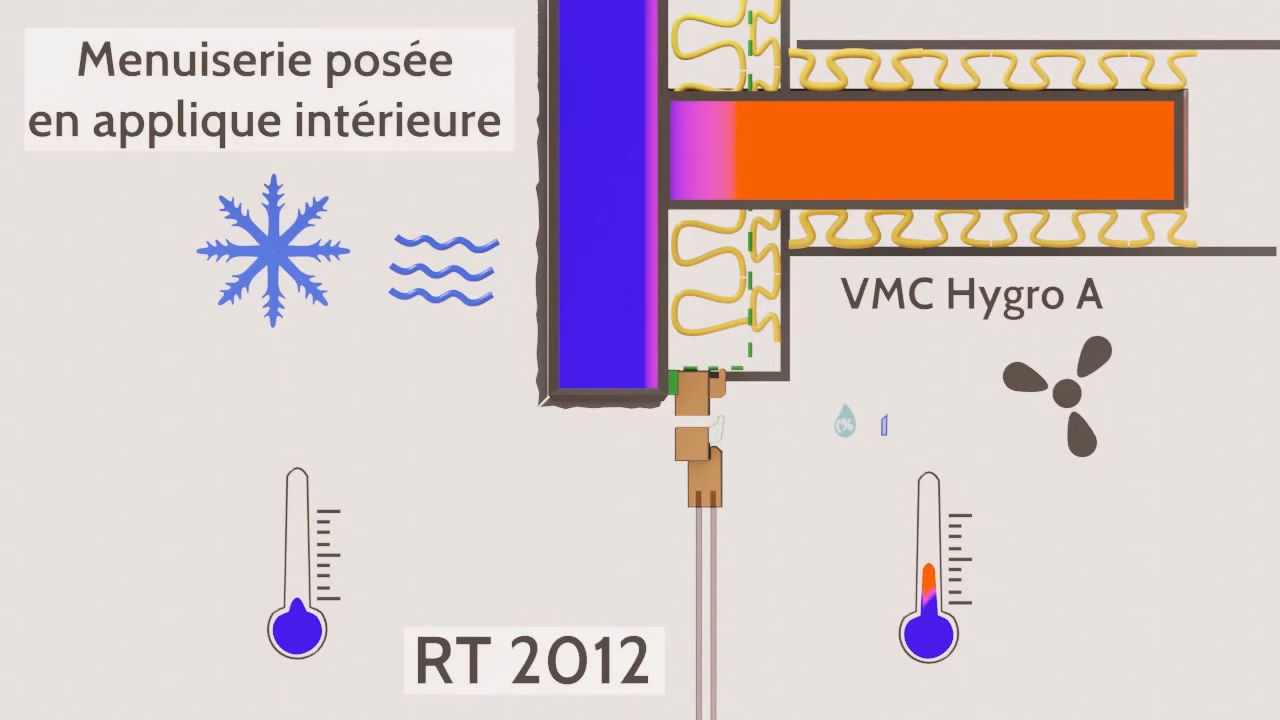 Menuiserie posée
en applique intérieure
VMC Hygro A
%
RT 2012